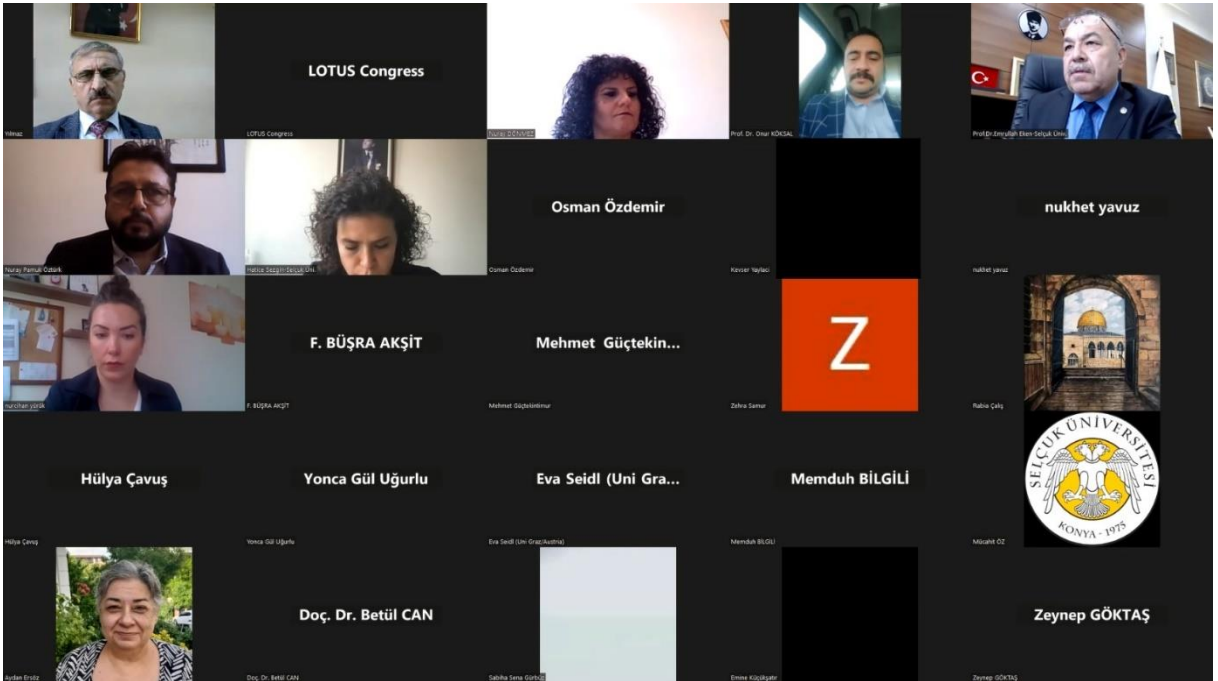 LOTUS Congress
Yılmaz
LOTUS Congress
Nuray DÖNMEZ
Prof. Dr. Onur KÖKSAL
Prof.Dr.Emrullah Eken-Selçuk Üniv.
Osman Özdemir
nukhet yavuz
Nuray Pamuk Öztürk
Hatice Sezgin-Selçuk Üni.
Osman Özdemir
Kevser Yaylacı
nukhet yavuz
F. BÜŞRA AKŞİT
Mehmet Güçtekin...
Z
nurcihan yürük
F. BÜŞRA AKŞİT
Mehmet Güçtekintimur
Zehra Samur
Rabia Çalış
Hülya Çavuş
Yonca Gül Uğurlu
Eva Seidl (Uni Gra...
Memduh BİLGİLİ
SELÇUK ÜNİVERSİTESİ
KONYA - 1975
Hülya Çavuş
Yonca Gül Uğurlu
Eva Seidl (Uni Graz/Austria)
Memduh BİLGİLİ
Mücahit ÖZ
Doç. Dr. Betül CAN
Zeynep GÖKTAŞ
Aydan Ersöz
Doç. Dr. Betül CAN
Sabiha Sena Gürbüz
Emine Küçükşatır
Zeynep GÖKTAŞ